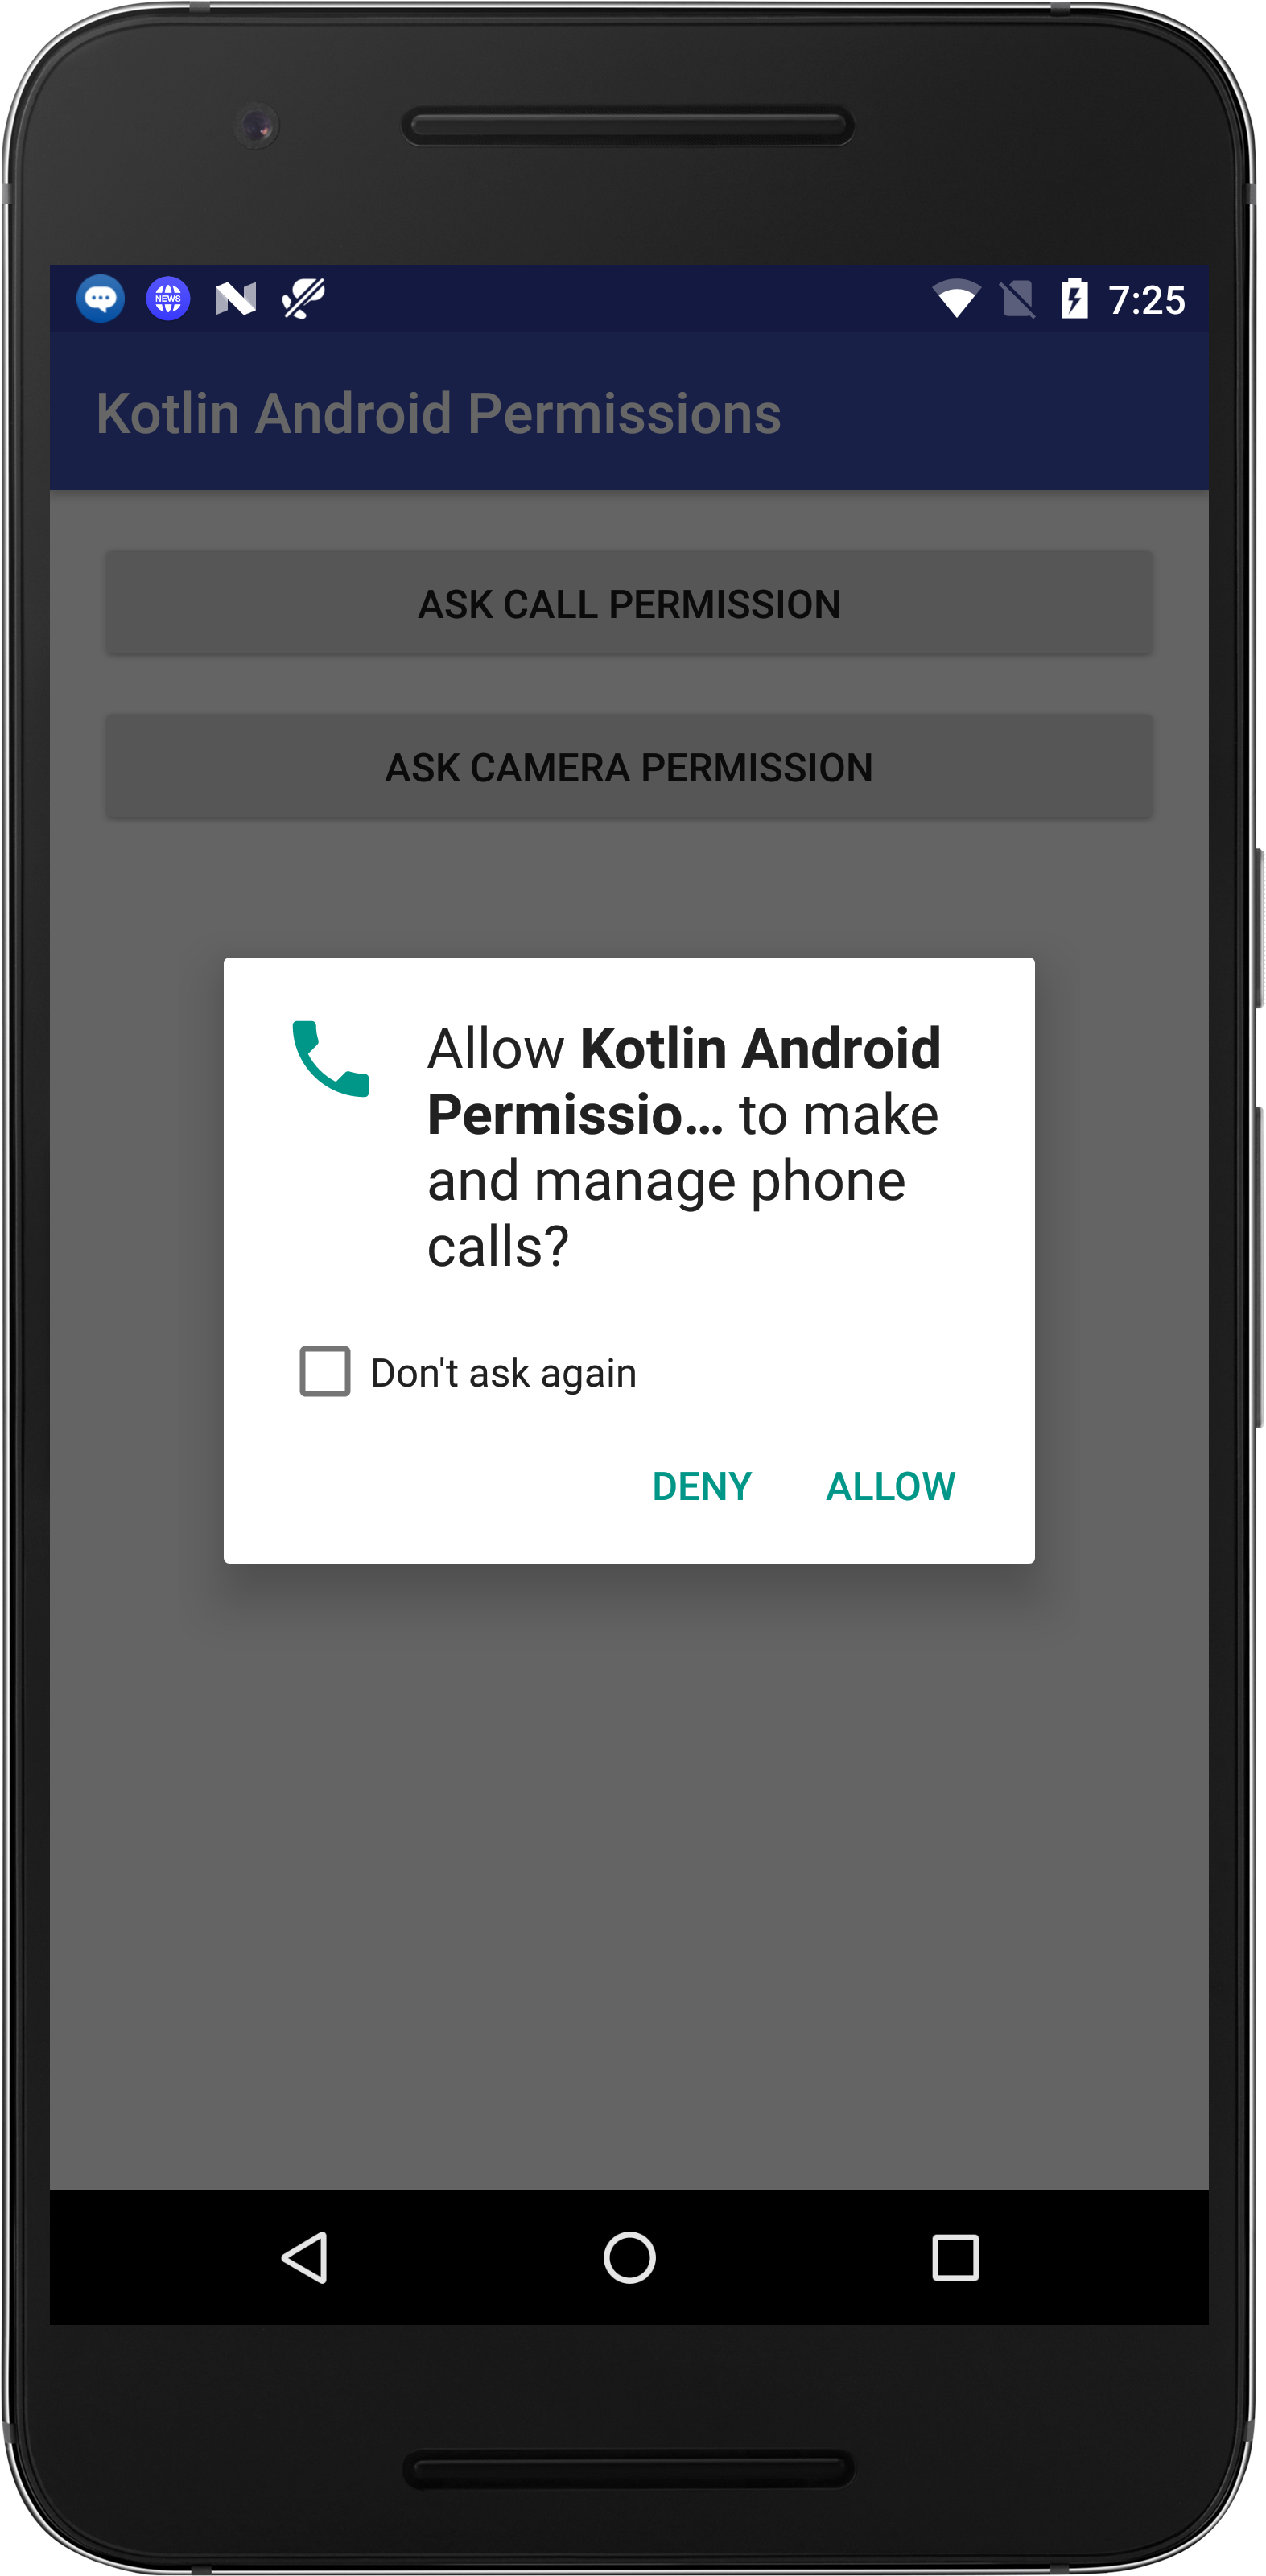 NEWS
7:25
Kotlin Android Permissions
ASK CALL PERMISSION
ASK CAMERA PERMISSION
Allow Kotlin Android
Permissio... to make
and manage phone
calls?
Don't ask again
DENY ALLOW